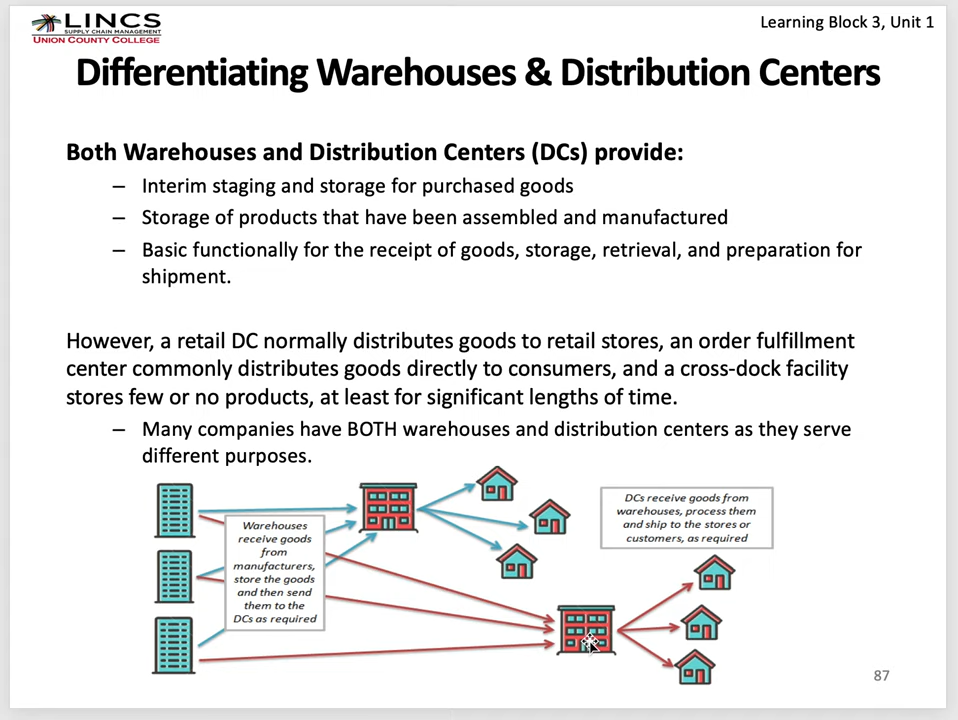 LINCS
SUPPLY CHAIN MANAGEMENT
UNION COUNTY COLLEGE
Learning Block 3, Unit 1
Differentiating Warehouses & Distribution Centers
Both Warehouses and Distribution Centers (DCs) provide:
– Interim staging and storage for purchased goods
– Storage of products that have been assembled and manufactured
– Basic functionally for the receipt of goods, storage, retrieval, and preparation for
shipment.
However, a retail DC normally distributes goods to retail stores, an order fulfillment
center commonly distributes goods directly to consumers, and a cross-dock facility
stores few or no products, at least for significant lengths of time.
– Many companies have BOTH warehouses and distribution centers as they serve
different purposes.
Warehouses
receive goods
from
manufacturers,
store the goods
and then send
them to the
DCs as required
DCs receive goods from
warehouses, process them
and ship to the stores or
customers, as required
87